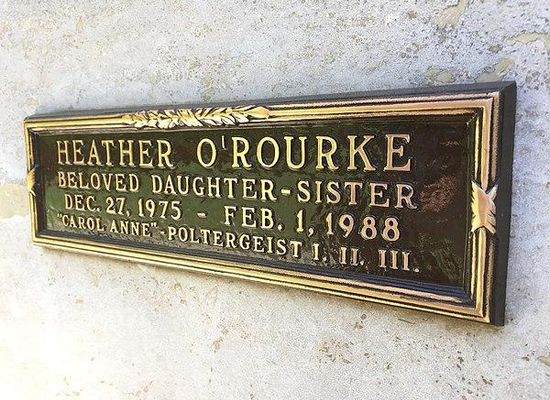 HEATHER O'ROURKE
BELOVED DAUGHTER-SISTER
DEC. 27, 1975 - FEB. 1, 1988
"CAROL ANNE"-POLTERGEIST I. II. III.